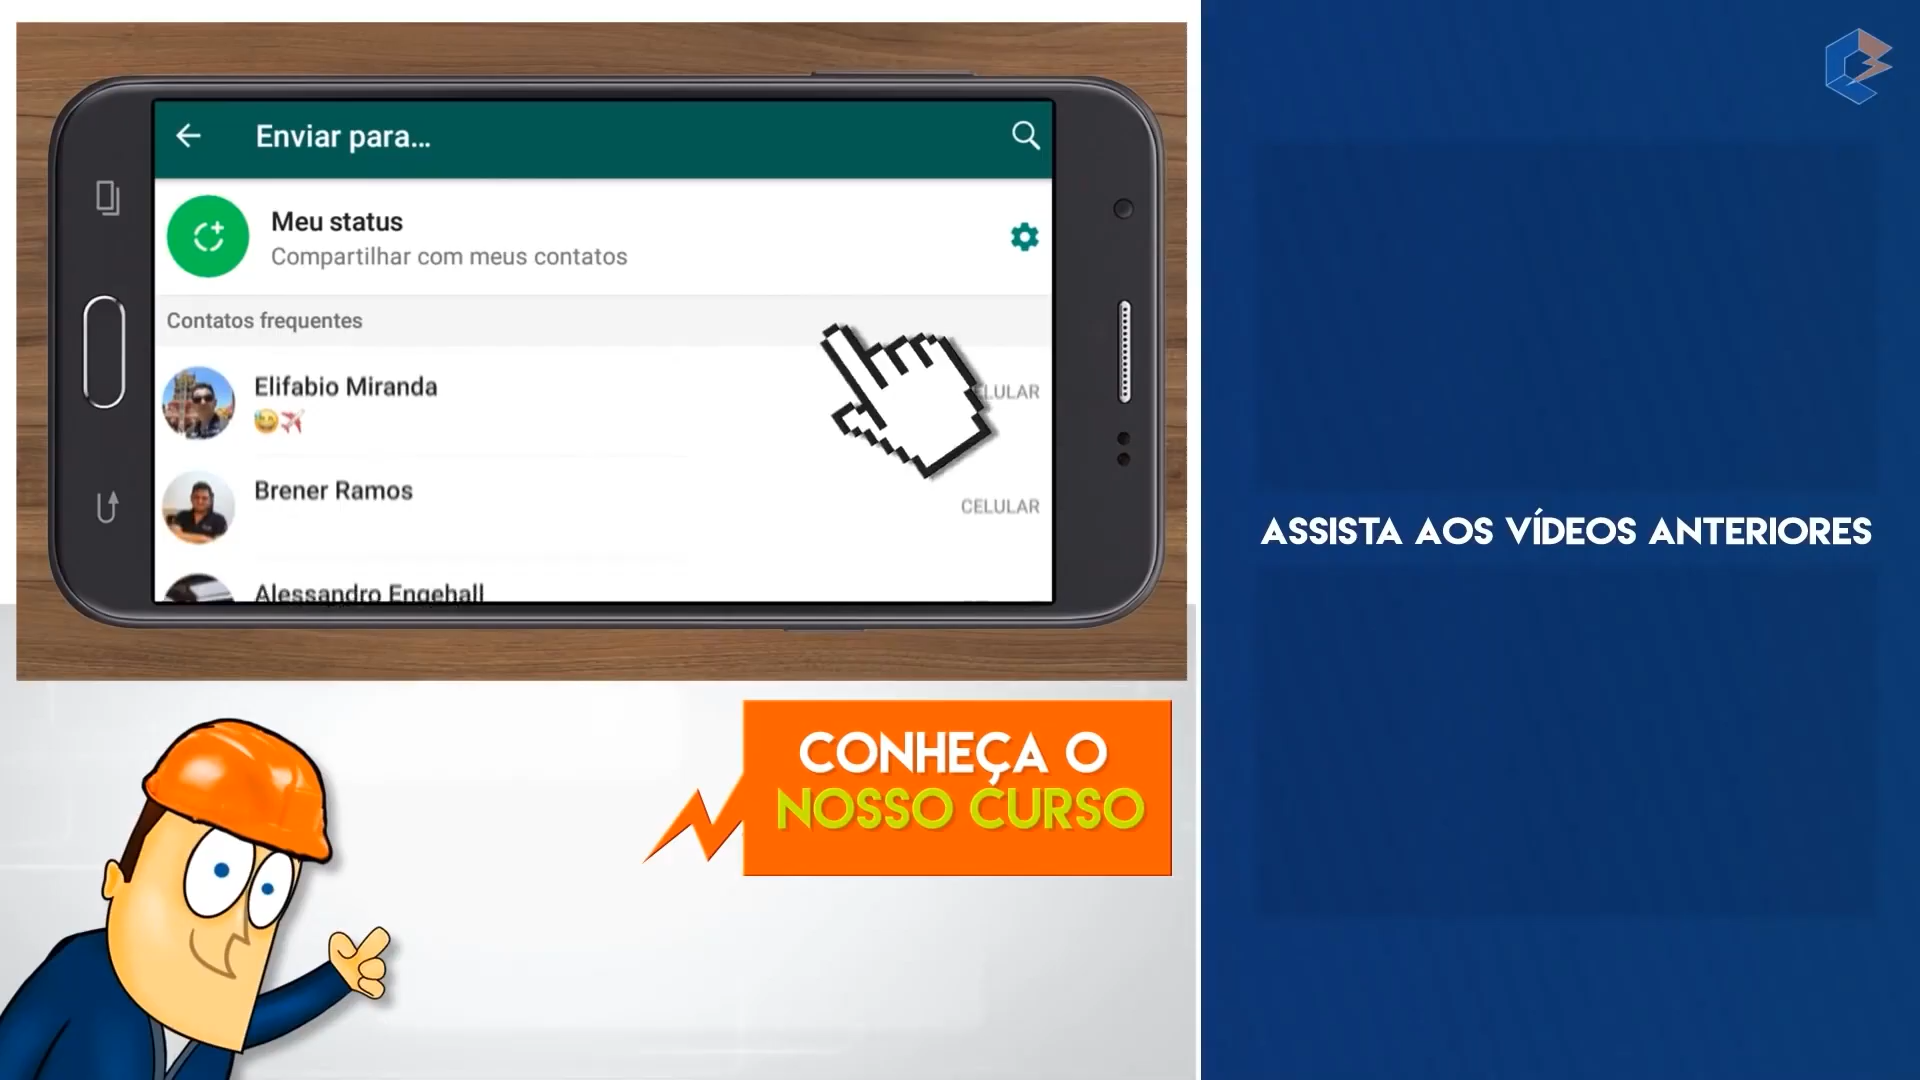 Enviar para...
Meu status
Compartilhar com meus contatos
Contatos frequentes
Elifabio Miranda
Brener Ramos
CELULAR
Alessandro Engehall
CONHEÇA O
NOSSO CURSO
ASSISTA AOS VÍDEOS ANTERIORES